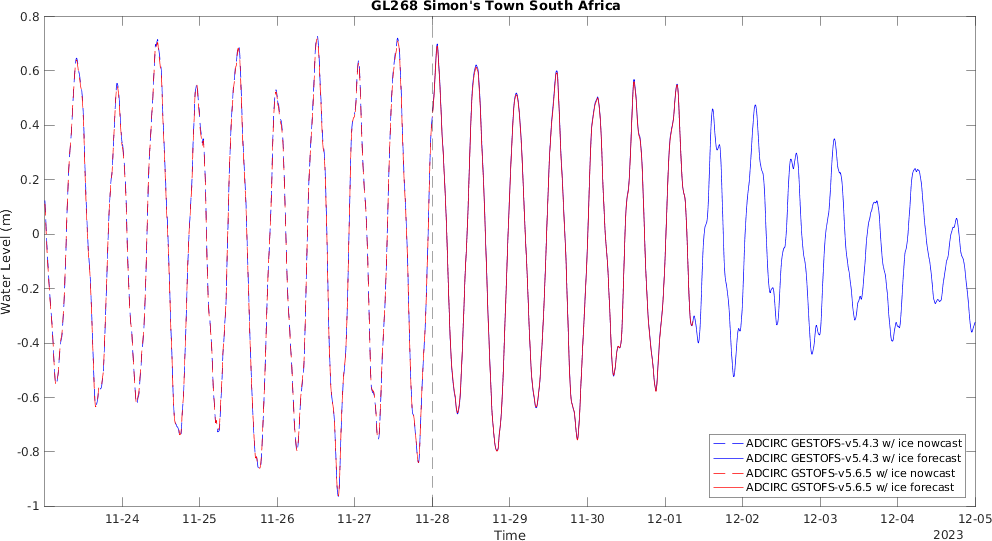 GL268 Simon's Town South Africa
0.8
0.6
0.4
0.2
0
-0.2
-0.4
-0.6
-0.8
-1
Water Level (m)
ADCIRC GESTOFS-v5.4.3 w/ ice nowcast
ADCIRC GESTOFS-v5.4.3 w/ ice forecast
ADCIRC GSTOFS-v5.6.5 w/ ice nowcast
ADCIRC GSTOFS-v5.6.5 w/ ice forecast
11-24 11-25 11-26 11-27 11-28 11-29 11-30 12-01 12-02 12-03 12-04 12-05
Time
2023